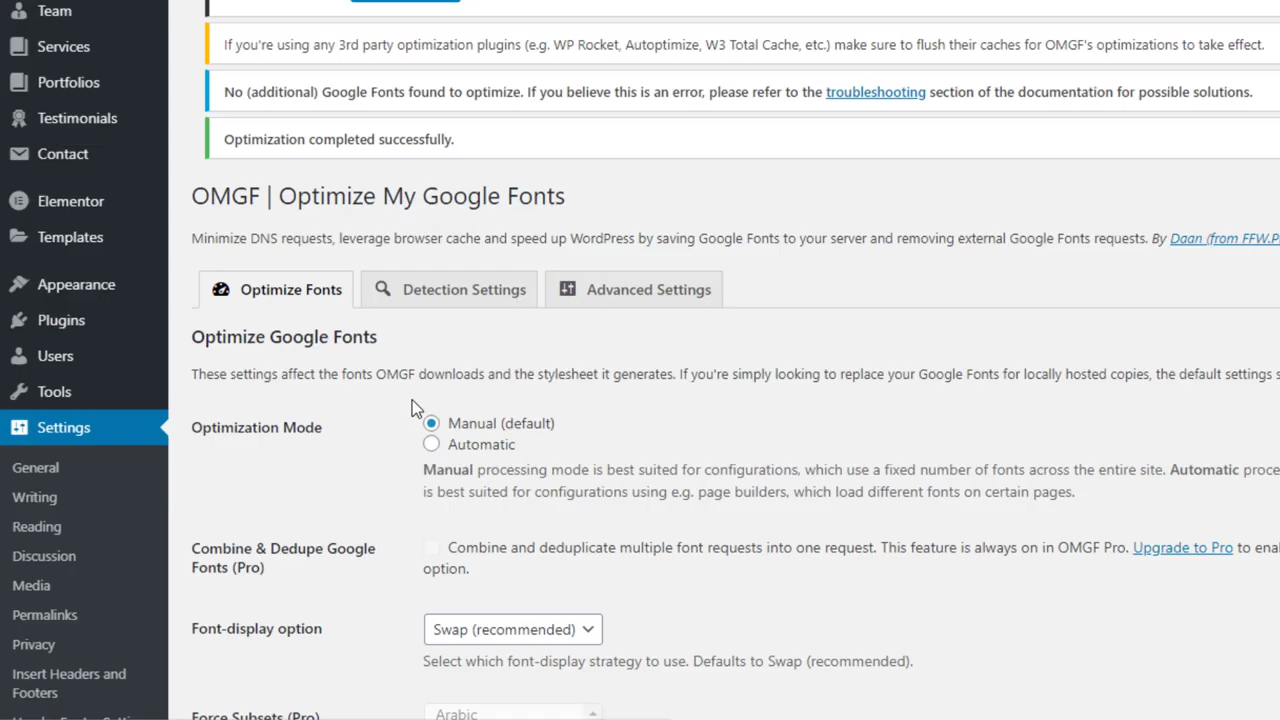 Team
Services
Portfolios
Testimonials
Contact
Elementor
Templates
Appearance
Plugins
Users
Tools
Settings
General
Writing
Reading
Discussion
Media
Permalinks
Privacy
Insert Headers and
Footers
If you're using any 3rd party optimization plugins (e.g. WP Rocket, Autoptimize, W3 Total Cache, etc.) make sure to flush their caches for OMGF's optimizations to take effect.
No (additional) Google Fonts found to optimize. If you believe this is an error, please refer to the troubleshooting section of the documentation for possible solutions.
Optimization completed successfully.
OMGF | Optimize My Google Fonts
Minimize DNS requests, leverage browser cache and speed up WordPress by saving Google Fonts to your server and removing external Google Fonts requests. By Daan (from FFW.P
Optimize Fonts
Detection Settings
Advanced Settings
Optimize Google Fonts
These settings affect the fonts OMGF downloads and the stylesheet it generates. If you're simply looking to replace your Google Fonts for locally hosted copies, the default settings s
Optimization Mode
Manual (default)
Automatic
Manual processing mode is best suited for configurations, which use a fixed number of fonts across the entire site. Automatic proce
is best suited for configurations using e.g. page builders, which load different fonts on certain pages.
Combine & Dedupe Google
Fonts (Pro)
Combine and deduplicate multiple font requests into one request. This feature is always on in OMGF Pro. Upgrade to Pro to ena
option.
Font-display option
Swap (recommended)
Select which font-display strategy to use. Defaults to Swap (recommended).
Force Subsets (Pro)
Arabic